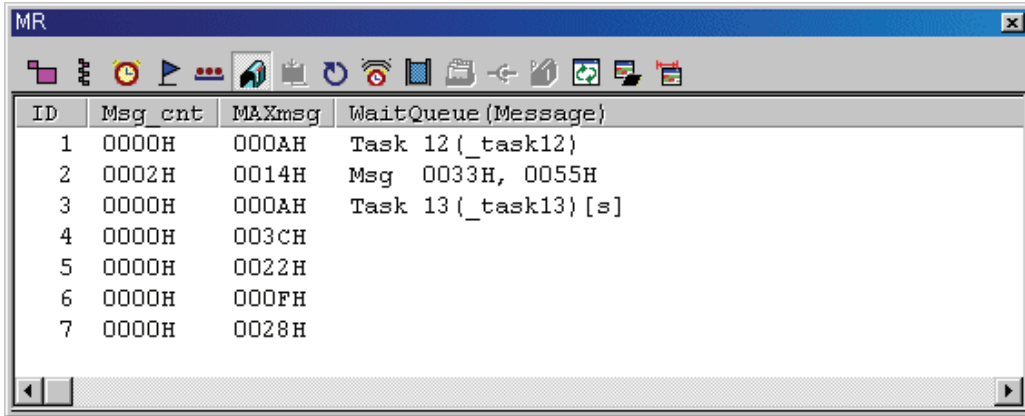 MR
ID Msg_cnt MAXmsg WaitQueue(Message)
1 0000H 000AH Task 12(_task12)
2 0002H 0014H Msg 0033H, 0055H
3 0000H 000AH Task 13(_task13)[s]
4 0000H 003CH
5 0000H 0022H
6 0000H 000FH
7 0000H 0028H